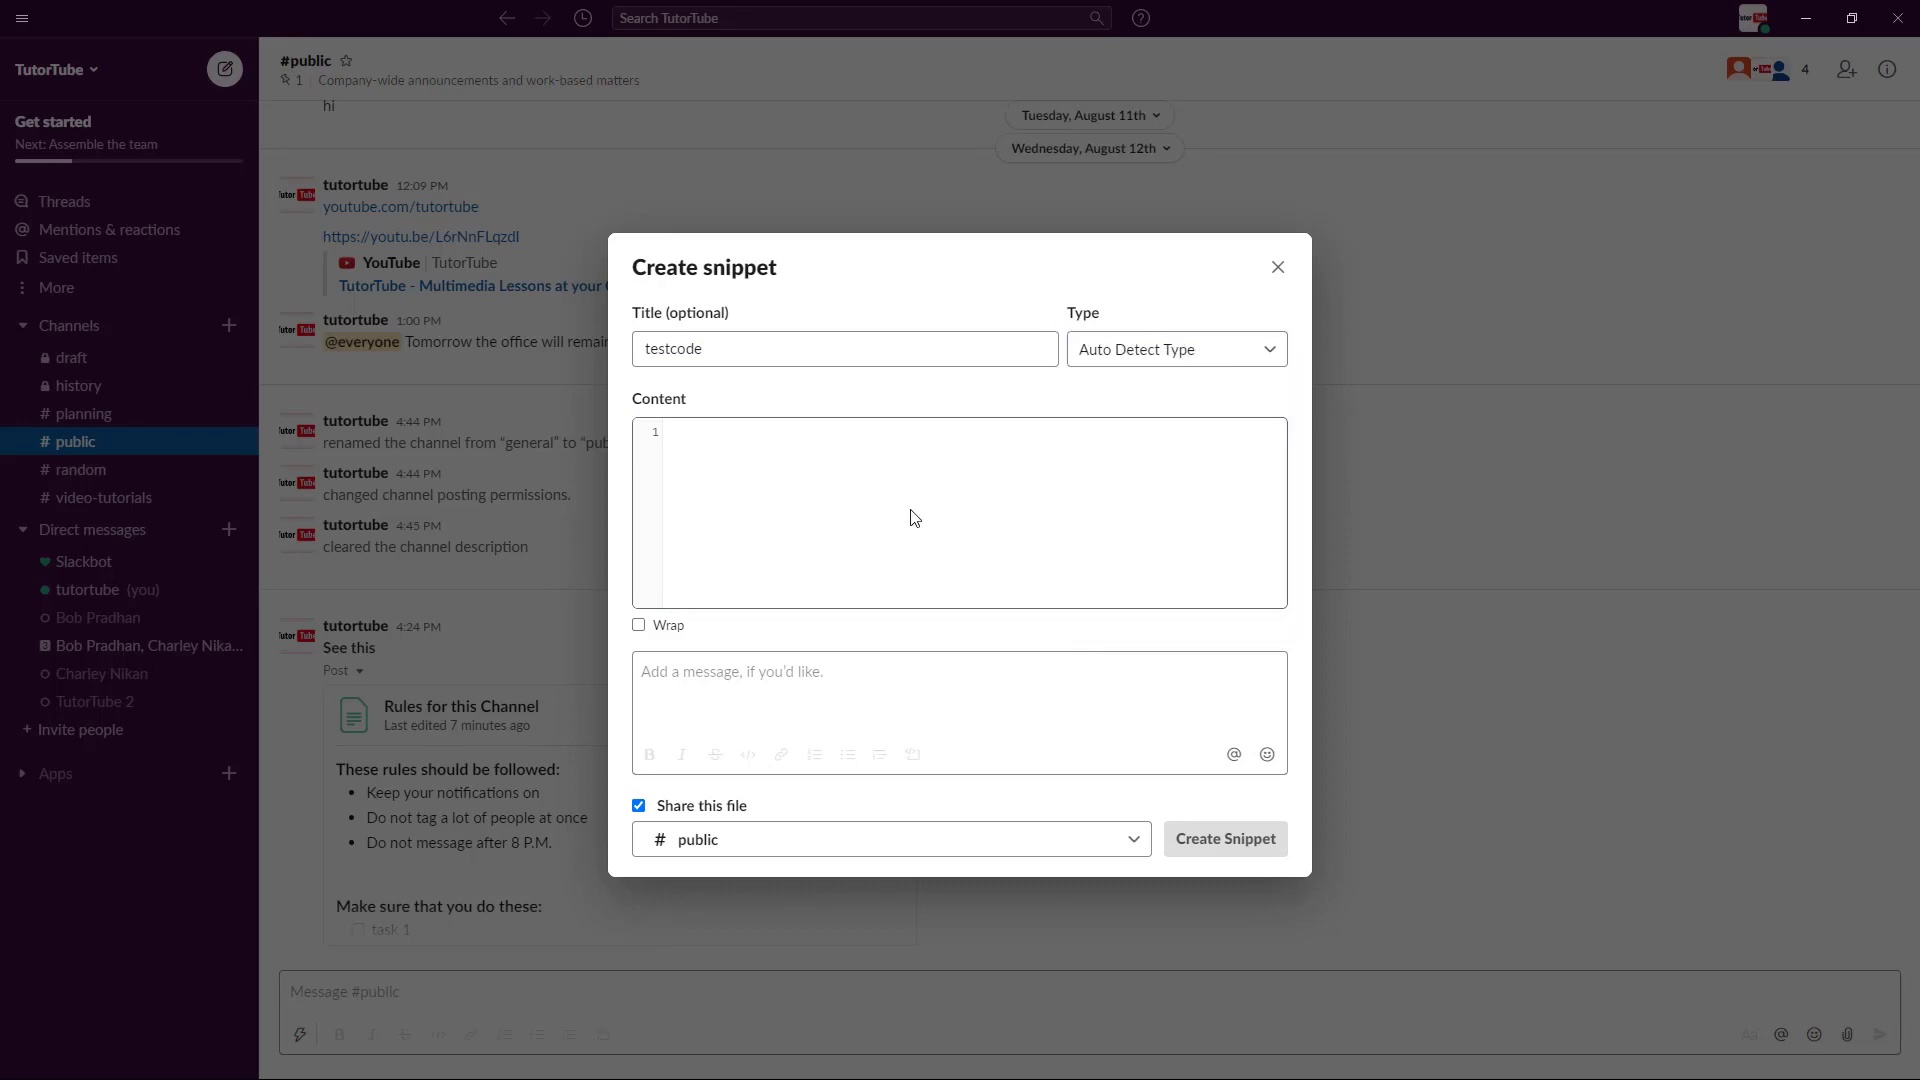 Search TutorTube
TutorTube
Get started
Next: Assemble the team
Threads
Mentions & reactions
Saved items
More
Channels
draft
history
# planning
# public
# random
# video-tutorials
Direct messages
Slackbot
tutortube (you)
Bob Pradhan
3 Bob Pradhan, Charley Nika...
Charley Nikan
TutorTube 2
+ Invite people
Apps
#public
1 | Company-wide announcements and work-based matters
4
hi
Tuesday, August 11th
Wednesday, August 12th
tutortube 12:09 PM
youtube.com/tutortube
https://youtu.be/L6rNnFLqzdI
YouTube | TutorTube
TutorTube - Multimedia Lessons at your
tutortube 1:00 PM
@everyone Tomorrow the office will remai
tutortube 4:44 PM
renamed the channel from “general” to “pub
tutortube 4:44 PM
changed channel posting permissions.
tutortube 4:45 PM
cleared the channel description
tutortube 4:24 PM
See this
Post
Rules for this Channel
Last edited 7 minutes ago
These rules should be followed:
• Keep your notifications on
• Do not tag a lot of people at once
• Do not message after 8 P.M.
Make sure that you do these:
task 1
Message #public
Create snippet
Title (optional)
Type
testcode
Auto Detect Type
Content
1
Wrap
Add a message, if you’d like.
Share this file
# public
Create Snippet